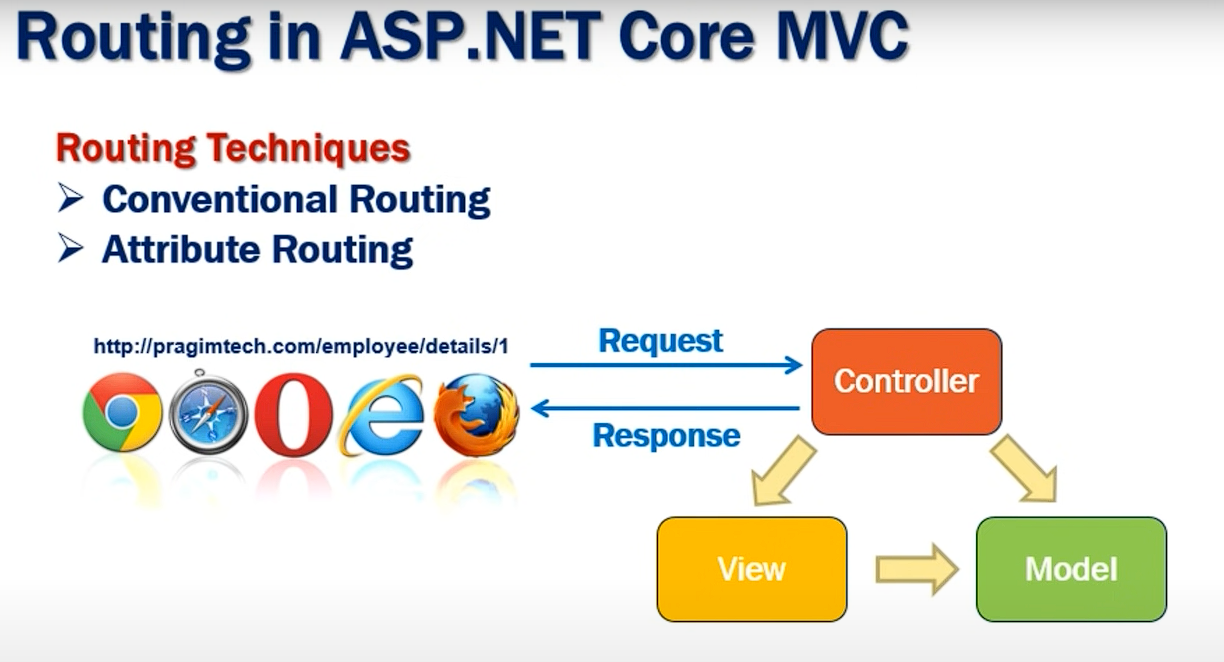 Routing in ASP.NET Core MVC
Routing Techniques
Conventional Routing
Attribute Routing
http://pragimtech.com/employee/details/1
Request
Response
Controller
View
Model